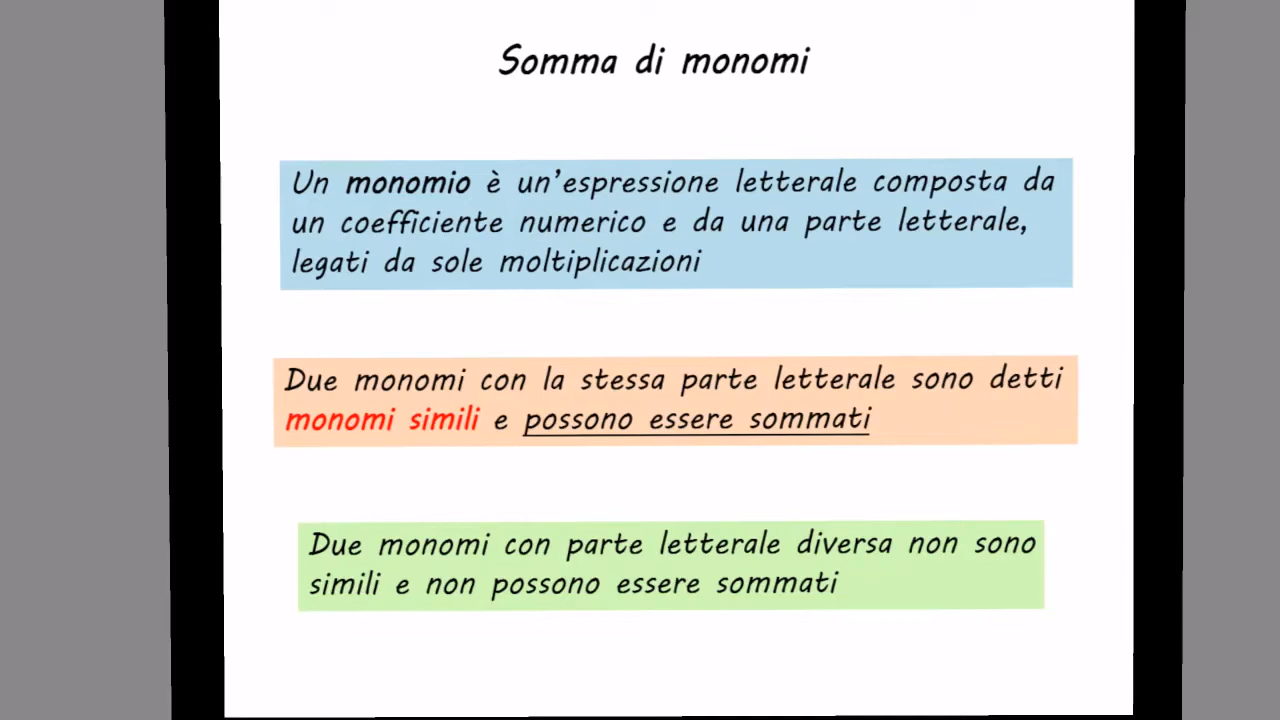 Somma di monomi
Un monomio è un'espressione letterale composta da
un coefficiente numerico e da una parte letterale,
legati da sole moltiplicazioni
Due monomi con la stessa parte letterale sono detti
monomi simili e possono essere sommati
Due monomi con parte letterale diversa non sono
simili e non possono essere sommati